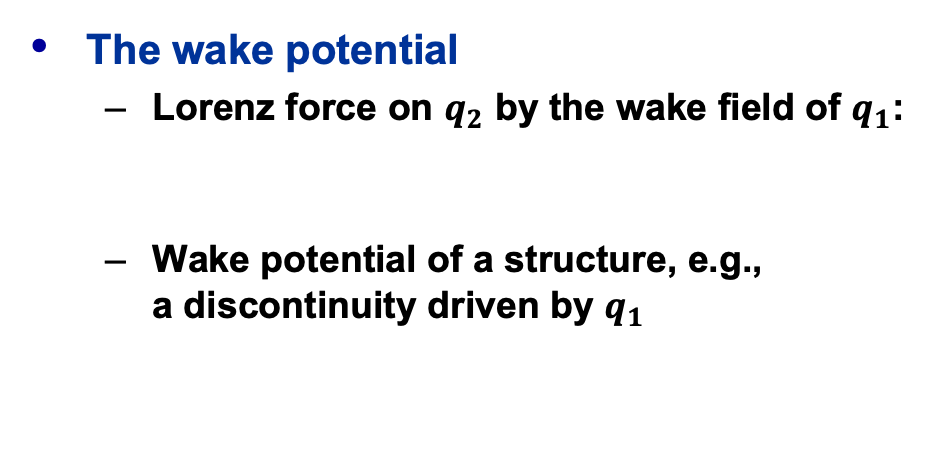 • The wake potential
– Lorenz force on q₂ by the wake field of q₁:
– Wake potential of a structure, e.g.,
a discontinuity driven by q₁